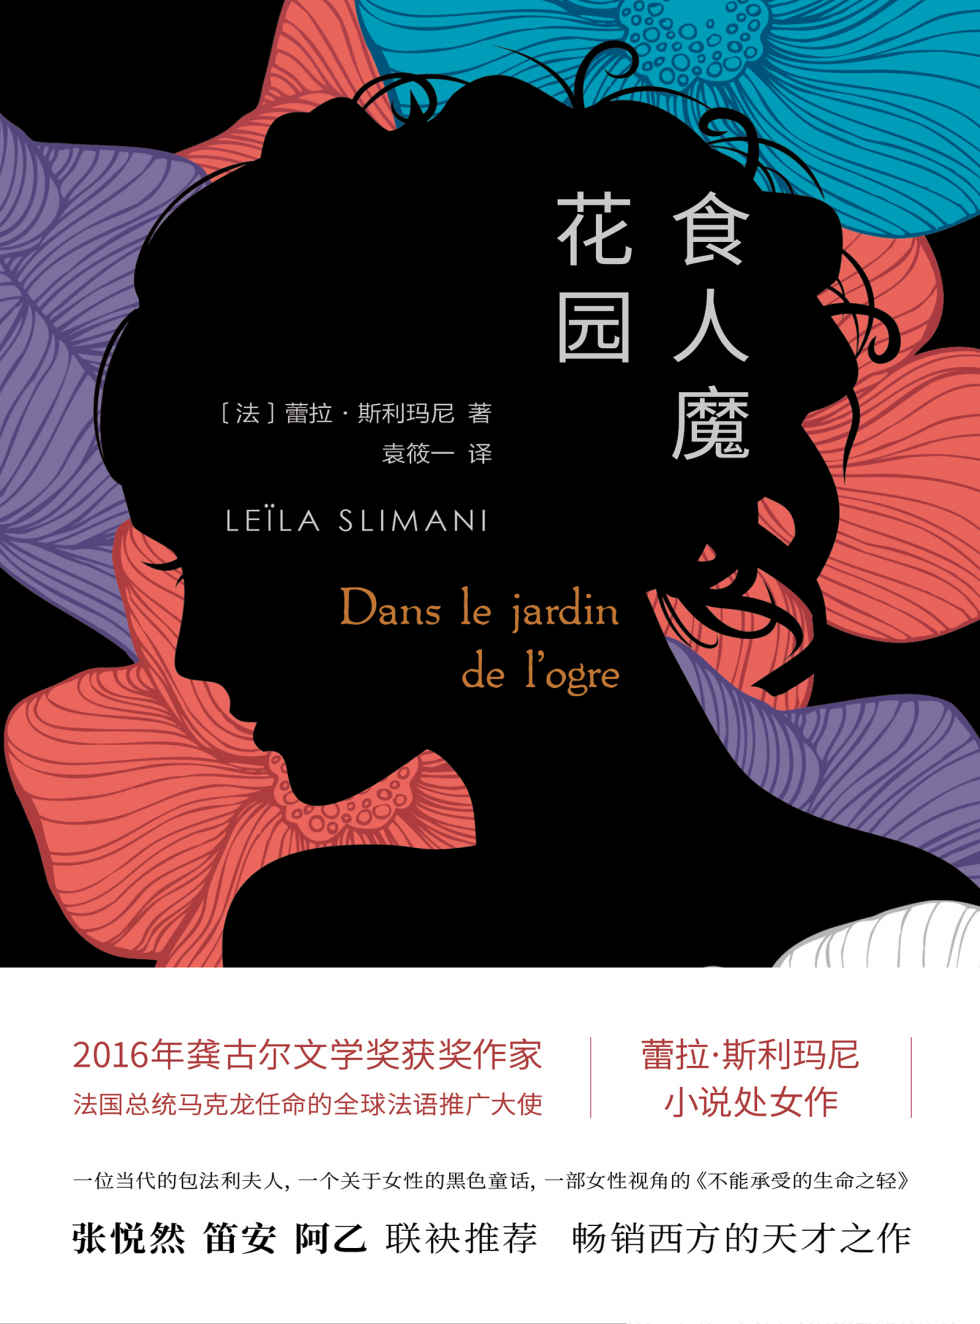 食人魔
花园
［法］蕾拉·斯利玛尼 著
袁筱一 译
LEÏLA SLIMANI
Dans le jardin
de l’ogre
2016年龚古尔文学奖获奖作家
法国总统马克龙任命的全球法语推广大使
蕾拉·斯利玛尼
小说处女作
一位当代的包法利夫人, 一个关于女性的黑色童话, 一部女性视角的《不能承受的生命之轻》
张悦然 笛安 阿乙 联袂推荐 畅销西方的天才之作